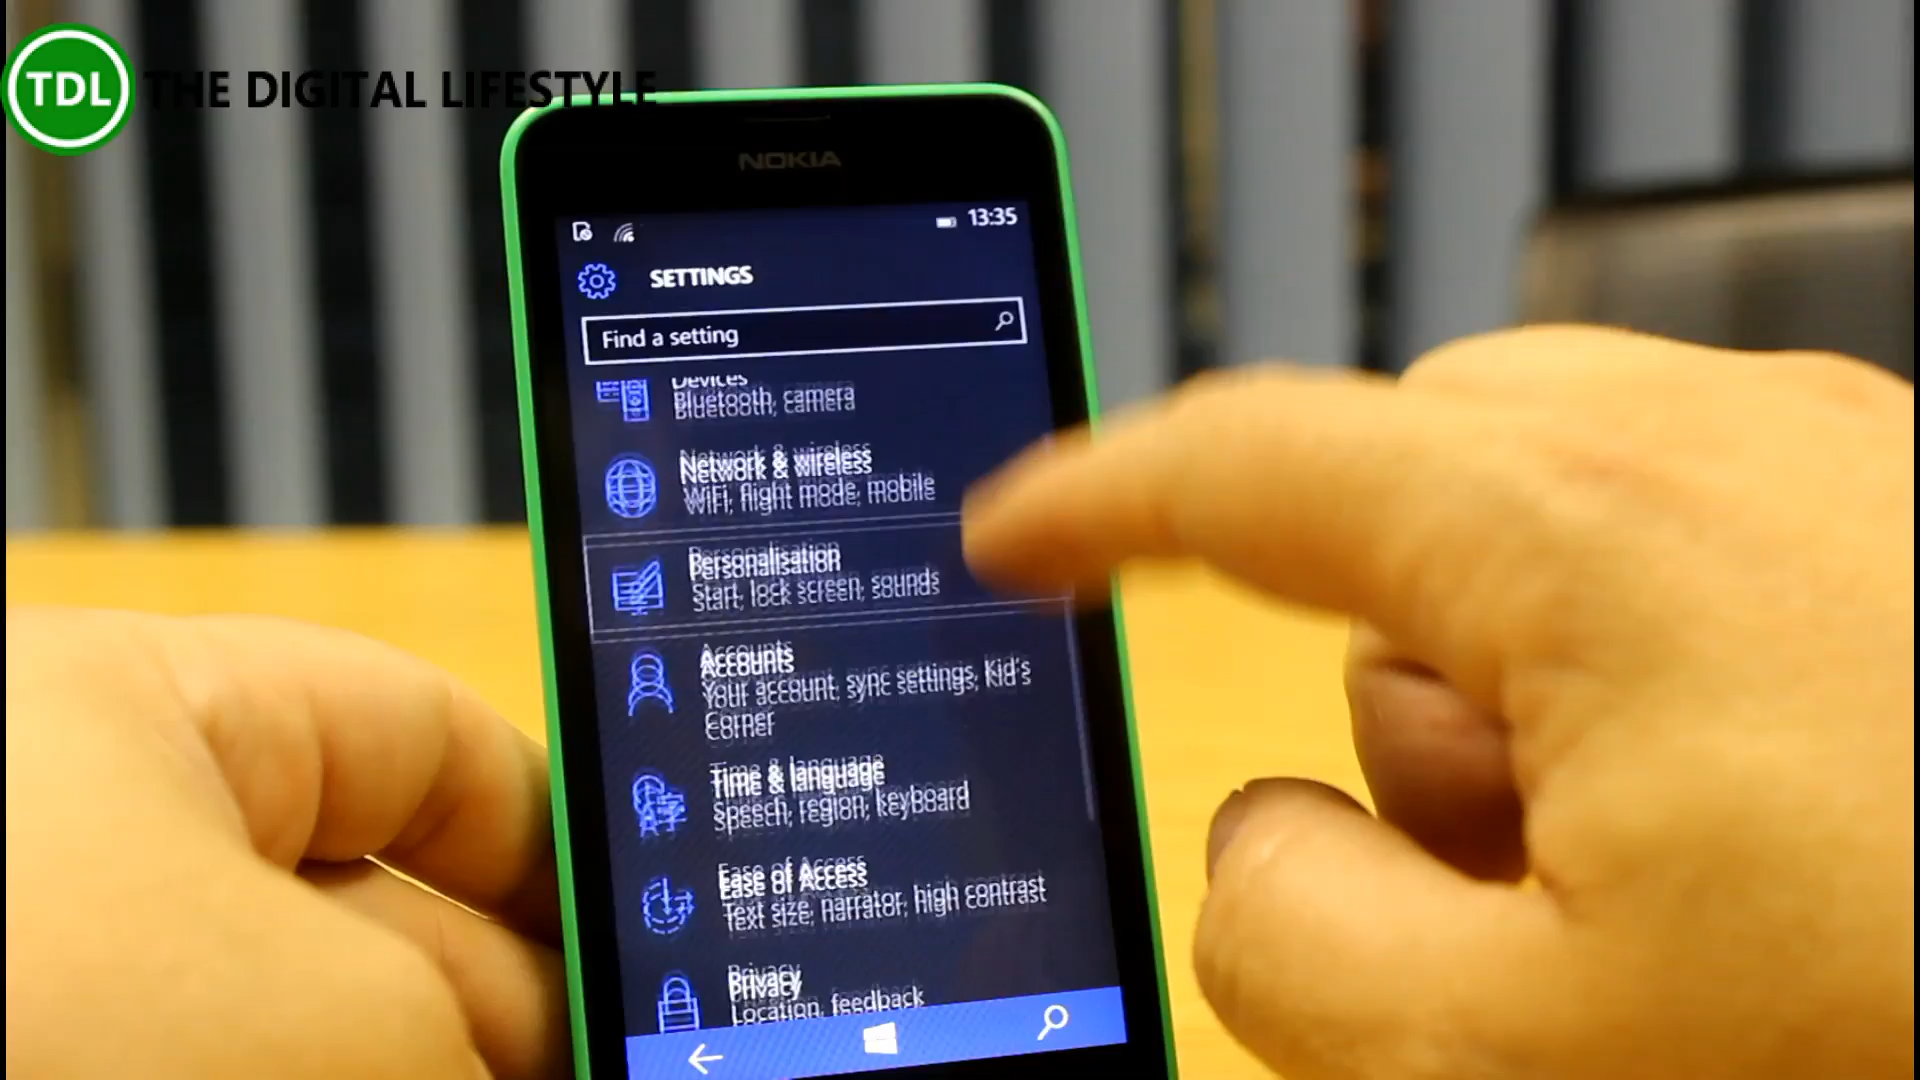 TDL THE DIGITAL LIFESTYLE
NOKIA
13:35
SETTINGS
Find a setting
Devices
Bluetooth, camera
Network & wireless
WiFi, flight mode, mobile
Personalisation
Start, lock screen, sounds
Accounts
Your account, sync settings, Kid's
Corner
Time & language
Speech, region, keyboard
Ease of Access
Text size, narrator, high contrast
Privacy
Location, feedback